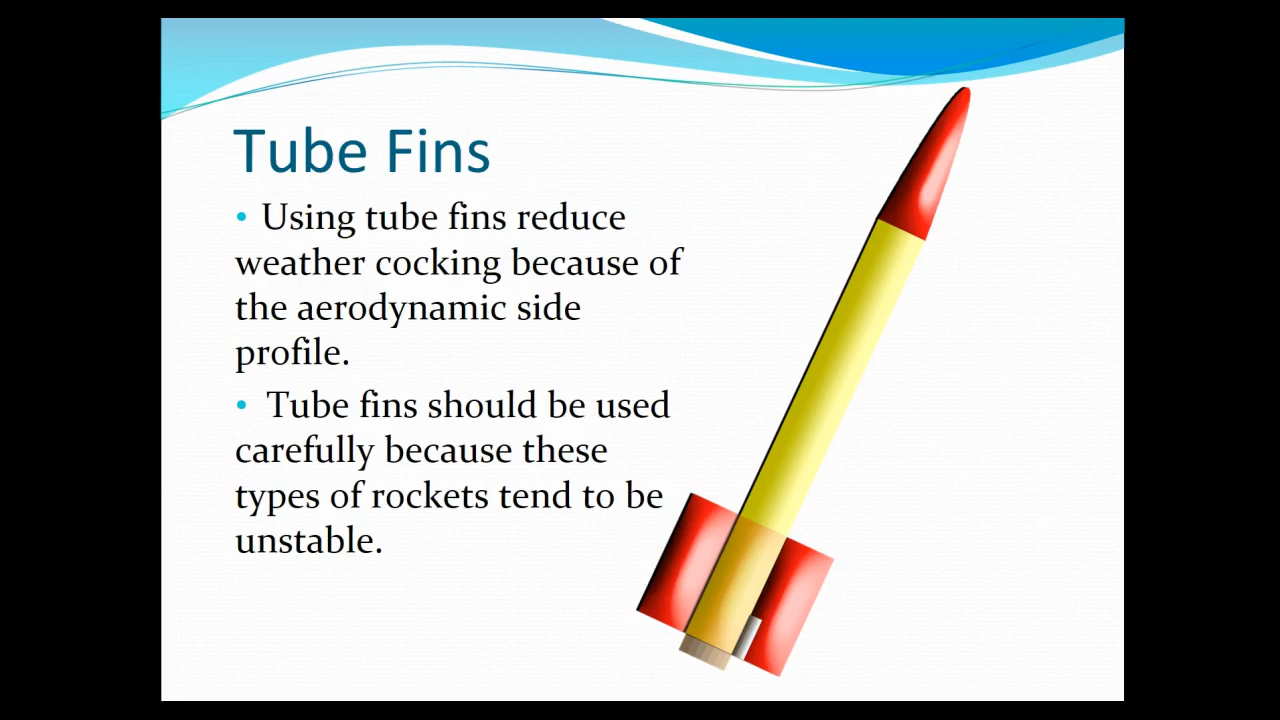 Tube Fins
• Using tube fins reduce
weather cocking because of
the aerodynamic side
profile.
• Tube fins should be used
carefully because these
types of rockets tend to be
unstable.